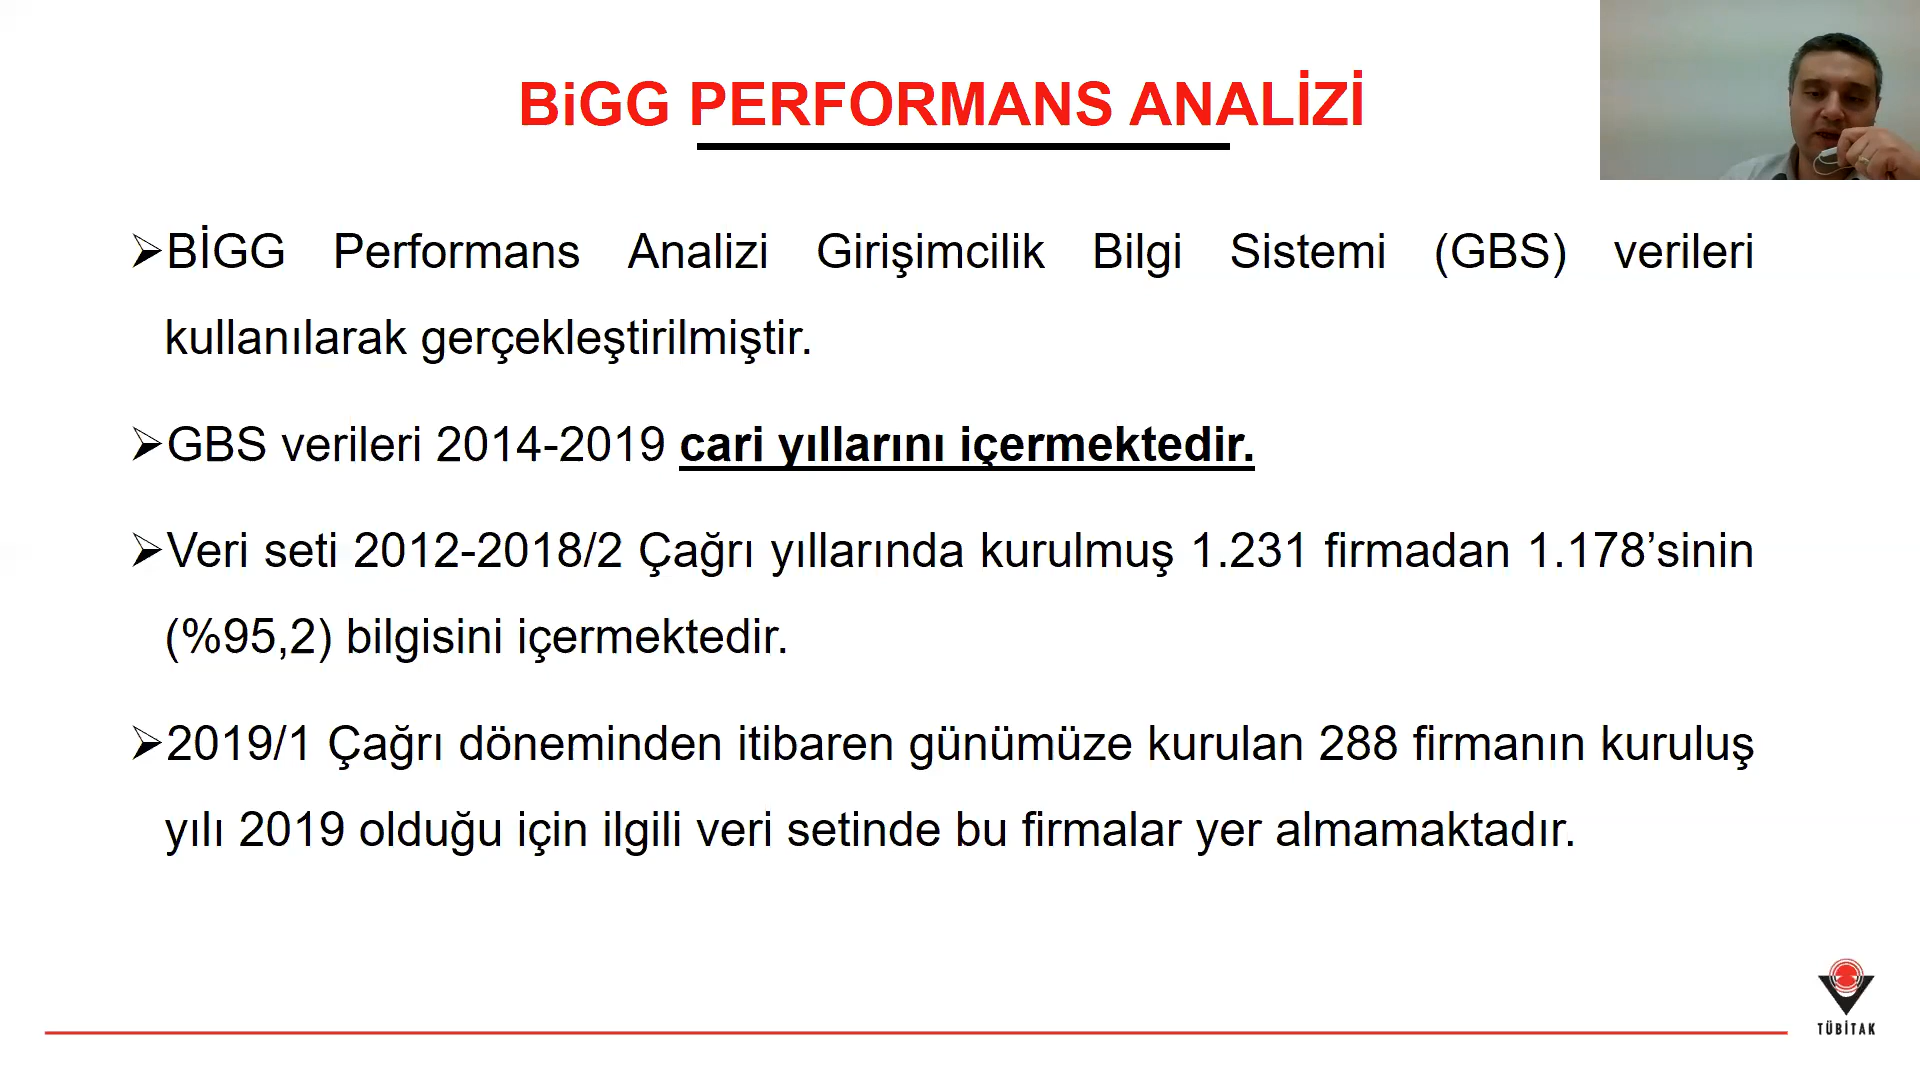 BiGG PERFORMANS ANALİZİ
➢BİGG Performans Analizi Girişimcilik Bilgi Sistemi (GBS) verileri
kullanılarak gerçekleştirilmiştir.
➢GBS verileri 2014-2019 cari yıllarını içermektedir.
➢Veri seti 2012-2018/2 Çağrı yıllarında kurulmuş 1.231 firmadan 1.178’sinin
(%95,2) bilgisini içermektedir.
➢2019/1 Çağrı döneminden itibaren günümüze kurulan 288 firmanın kuruluş
yılı 2019 olduğu için ilgili veri setinde bu firmalar yer almamaktadır.
TÜBİTAK